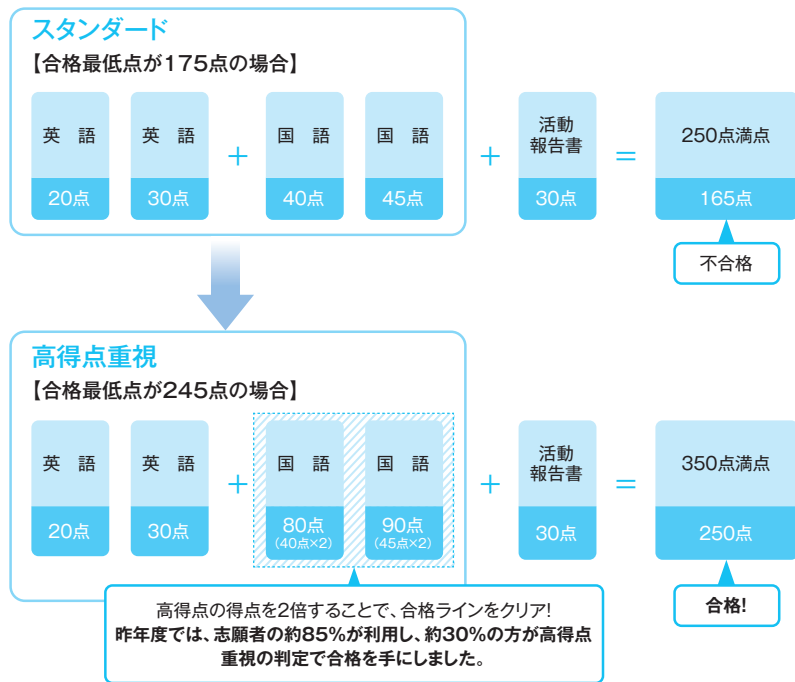 スタンダード
【合格最低点が175点の場合】
英　語
英　語
+
国　語
国　語
+
活動
報告書
=
250点満点
20点
30点
40点
45点
30点
165点
不合格
高得点重視
【合格最低点が245点の場合】
英　語
英　語
+
国　語
国　語
+
活動
報告書
=
350点満点
20点
30点
80点
(40点×2)
90点
(45点×2)
30点
250点
合格!
高得点の得点を2倍することで、合格ラインをクリア!
昨年度では、志願者の約85%が利用し、約30%の方が高得点
重視の判定で合格を手にしました。